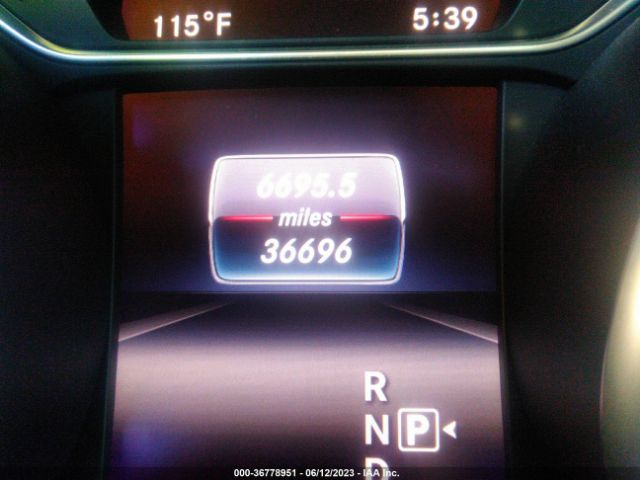 115°F 5:39
6695.5
miles
36696
R
N P
D
000-36778951 - 06/12/2023 - IAA Inc.